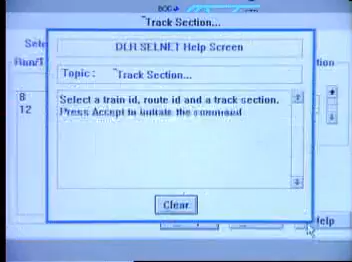 ~Track Section...
DLR SELNET Help Screen
Topic: ~Track Section...
Select a train id, route id and a track section.
Press Accept to initiate the command
8
12
Clear
Help